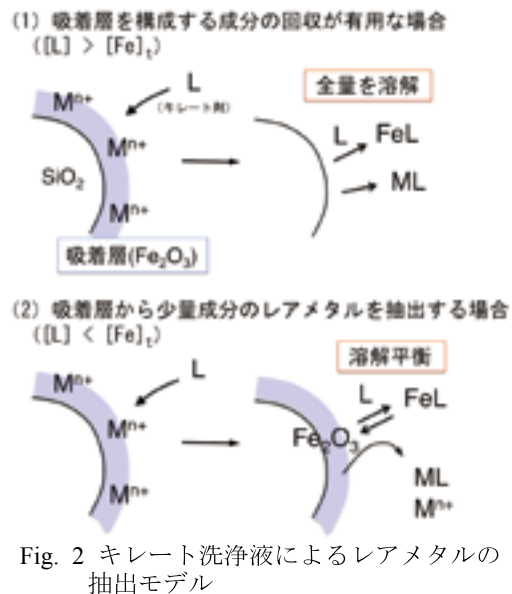 (1) 吸着層を構成する成分の回収が有用な場合
([L] > [Fe]t)
Mn+
L
(キレート剤)
全量を溶解
Mn+
L
FeL
SiO2
ML
Mn+
吸着層(Fe2O3)
(2) 吸着層から少量成分のレアメタルを抽出する場合
([L] < [Fe]t)
溶解平衡
Mn+
L
L
FeL
Mn+
Fe2O3
ML
Mn+
Mn+
Fig. 2 キレート洗浄液によるレアメタルの
抽出モデル